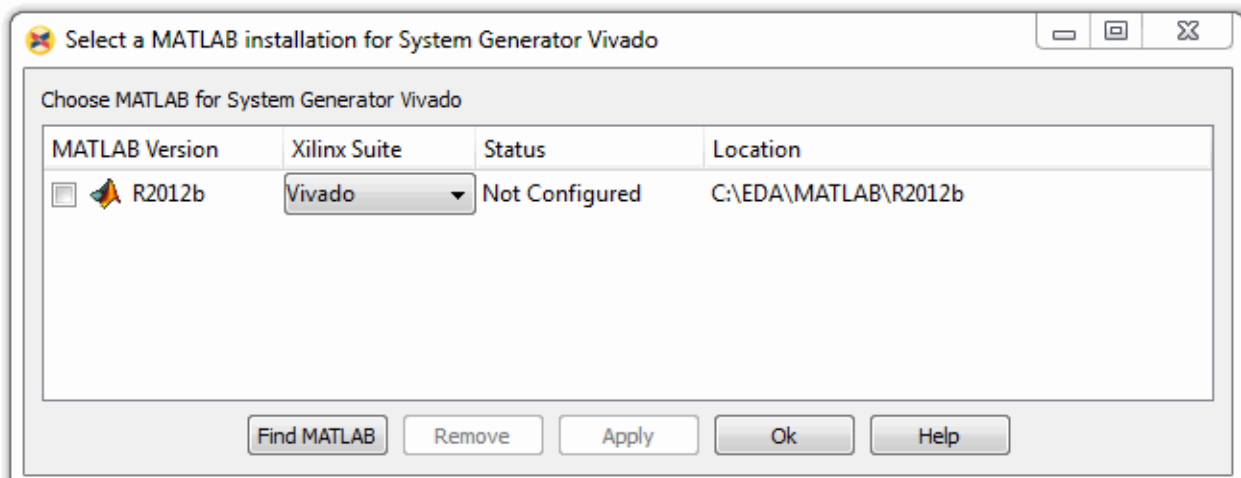 Select a MATLAB installation for System Generator Vivado
Choose MATLAB for System Generator Vivado
MATLAB Version Xilinx Suite Status Location
R2012b Vivado Not Configured C:\EDA\MATLAB\R2012b
Find MATLAB Remove Apply Ok Help